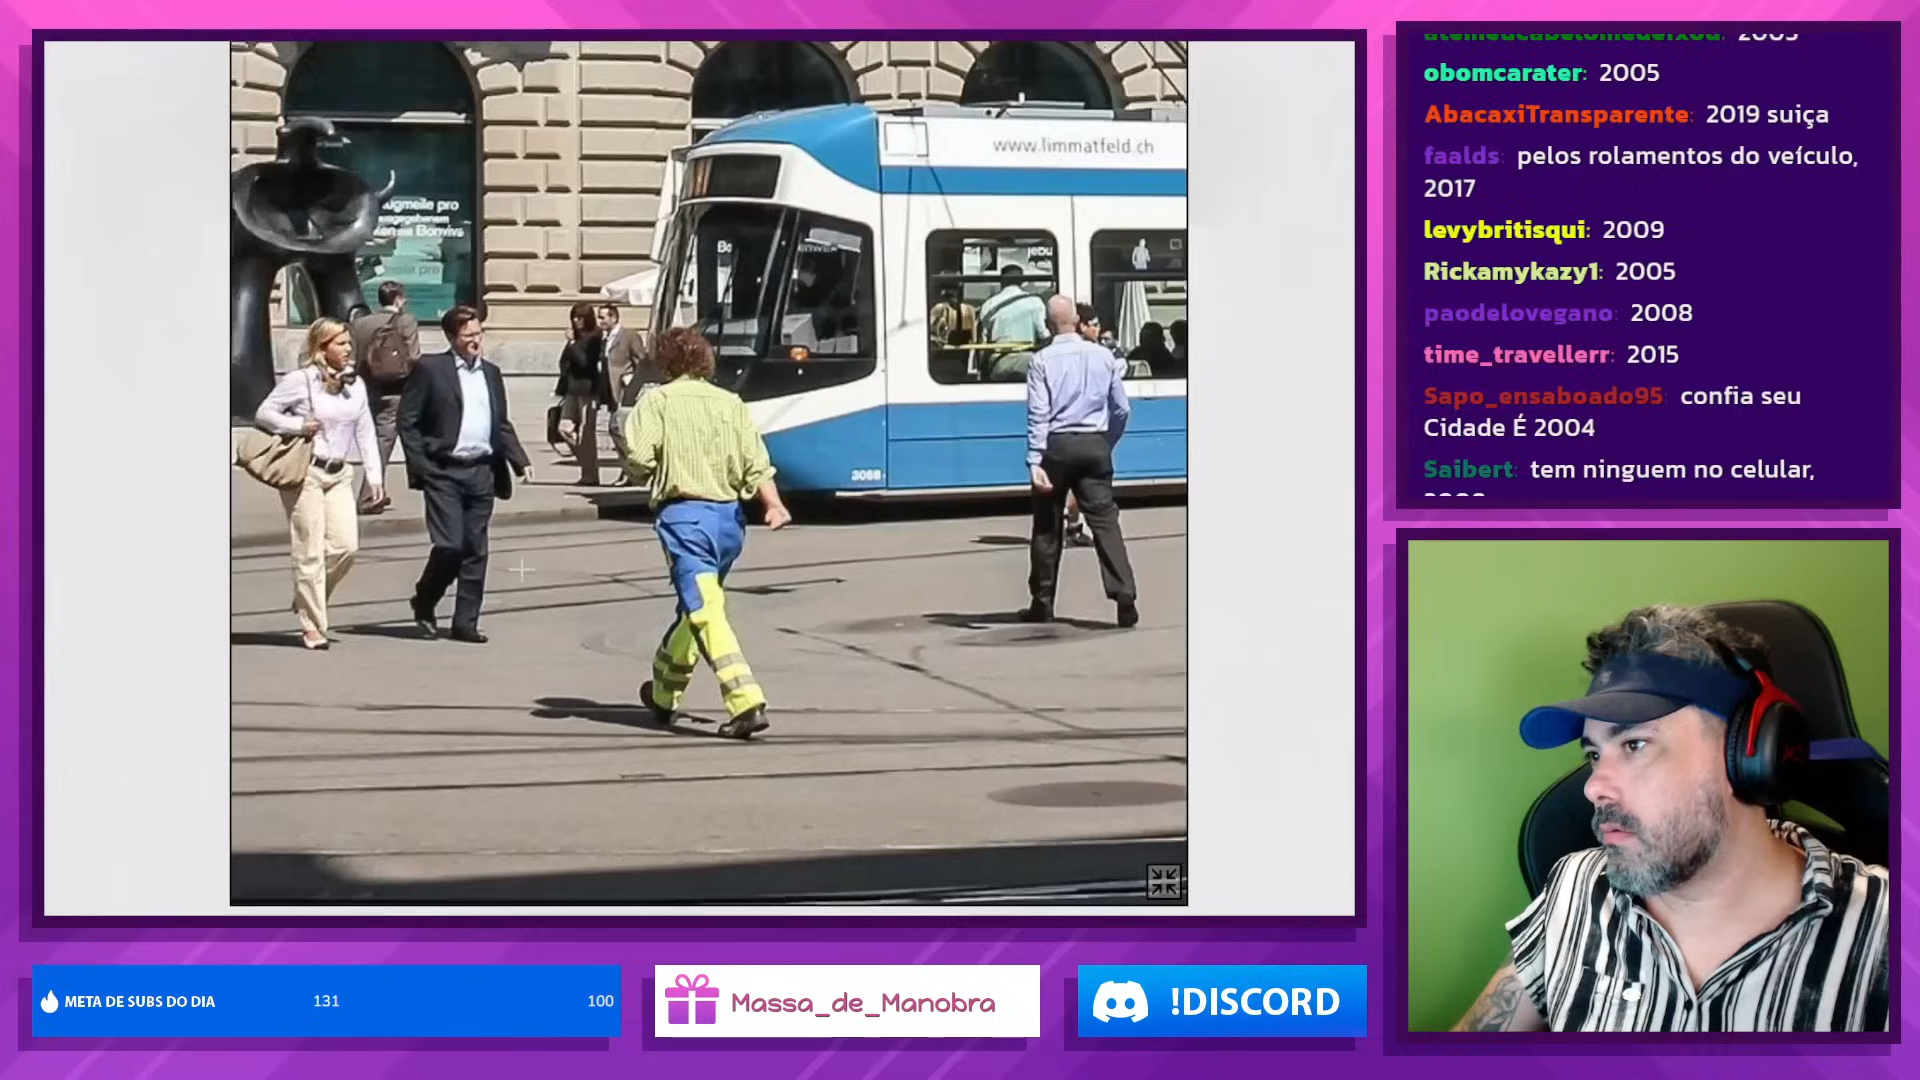 www.limmatfeld.ch
3088
2005
obomcarater: 2005
AbacaxiTransparente: 2019 suiça
faalds: pelos rolamentos do veículo,
2017
levybritisqui: 2009
Rickamykazy1: 2005
paodelovegano: 2008
time_travellerr: 2015
Sapo_ensaboado95: confia seu
Cidade É 2004
Saibert: tem ninguem no celular,
META DE SUBS DO DIA 131 100
Massa_de_Manobra
!DISCORD